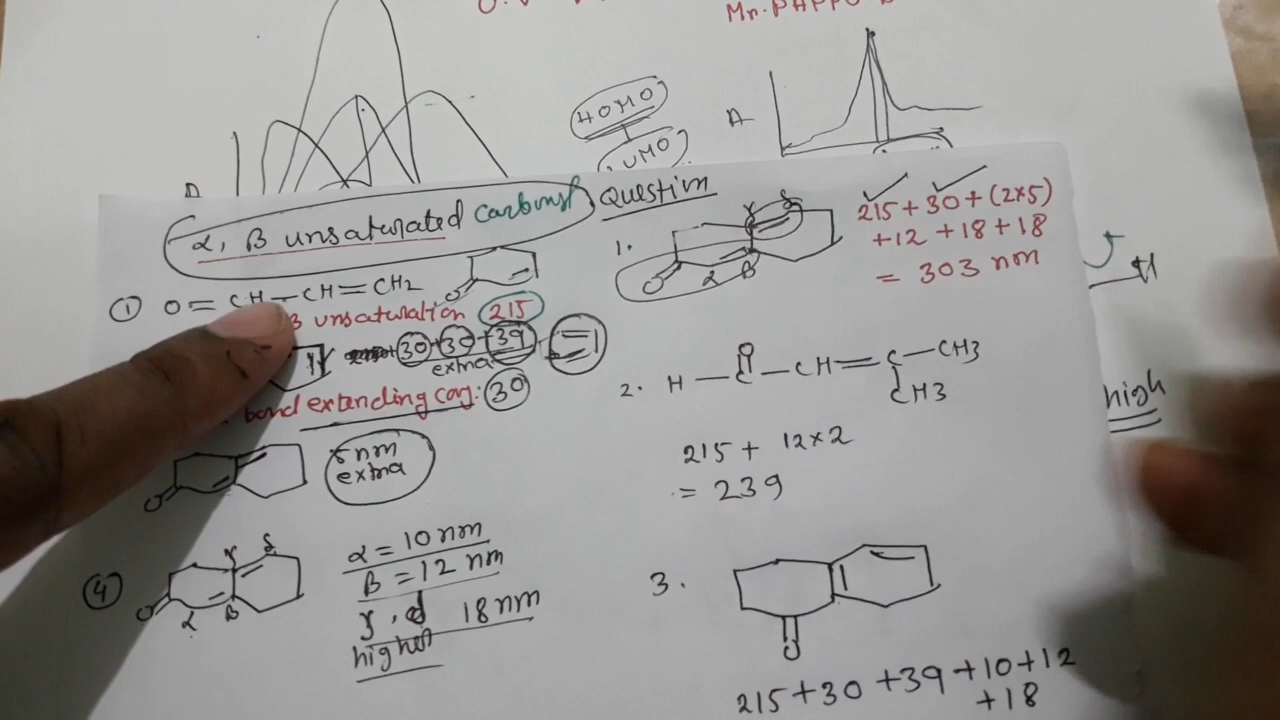 A
HOMO
LUMO
A
α, β unsaturated carbonyl
① O=CH-CH=CH2
O
β unsaturation 215
+30+30+39
extra
bond extending conj: 30
O
5nm
extra
④ O
α β γ δ
α = 10 nm
β = 12 nm
γ, d 18 nm
higher
Question
1. O α β γ δ
215 + 30 + (2×5)
+12 +18 +18
= 303 nm
high
2. H - C - CH = C - CH3
O
CH3
215 + 12×2
= 239
3.
O
215 + 30 + 39 + 10 + 12
+ 18